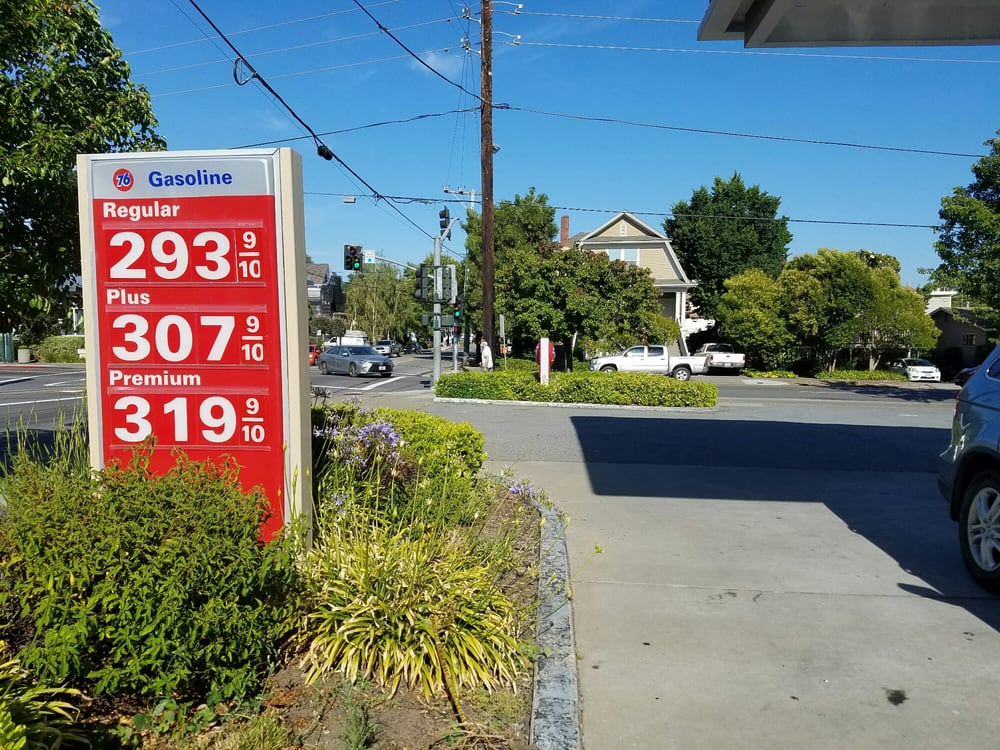 76 Gasoline
Regular
293 9/10
Plus
307 9/10
Premium
319 9/10